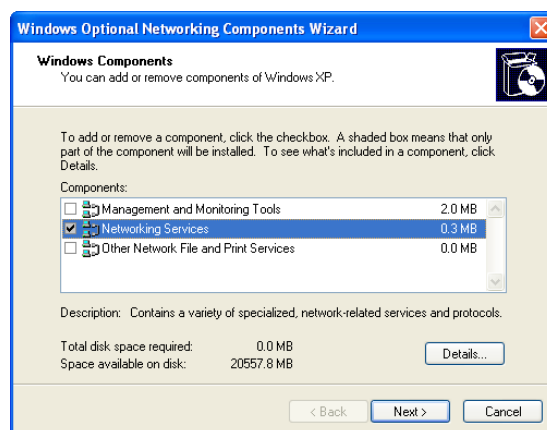 Windows Optional Networking Components Wizard
Windows Components
You can add or remove components of Windows XP.
To add or remove a component, click the checkbox. A shaded box means that only
part of the component will be installed. To see what's included in a component, click
Details.
Components:
Management and Monitoring Tools 2.0 MB
Networking Services 0.3 MB
Other Network File and Print Services 0.0 MB
Description: Contains a variety of specialized, network-related services and protocols.
Total disk space required: 0.0 MB
Space available on disk: 20557.8 MB
Details...
< Back Next > Cancel